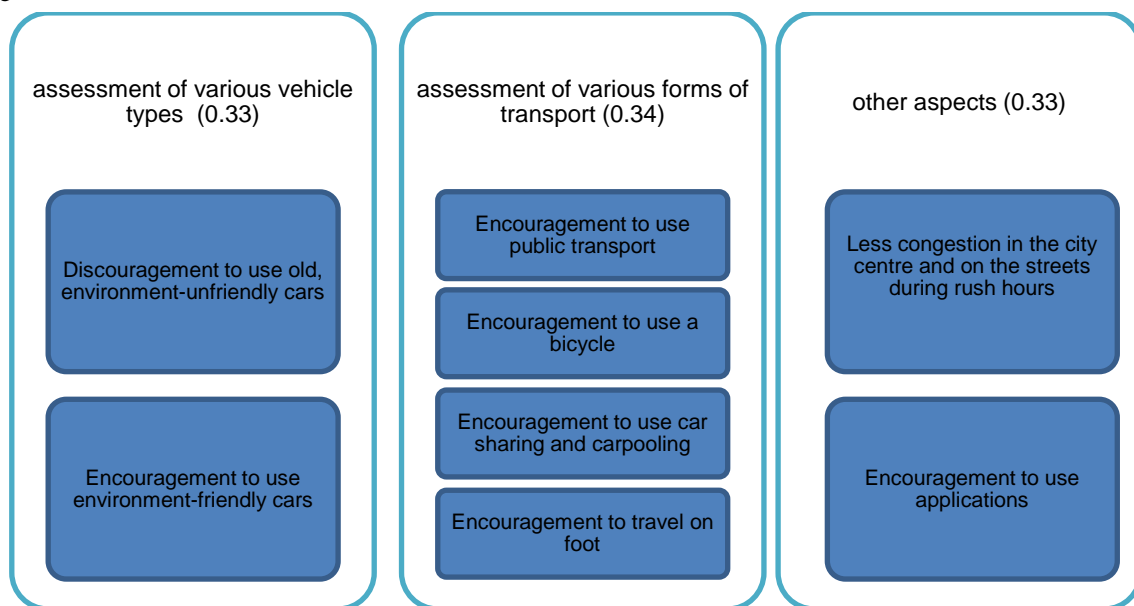 assessment of various vehicle
types (0.33)
Discouragement to use old,
environment-unfriendly cars
Encouragement to use
environment-friendly cars
assessment of various forms of
transport (0.34)
Encouragement to use
public transport
Encouragement to use a
bicycle
Encouragement to use car
sharing and carpooling
Encouragement to travel on
foot
other aspects (0.33)
Less congestion in the city
centre and on the streets
during rush hours
Encouragement to use
applications